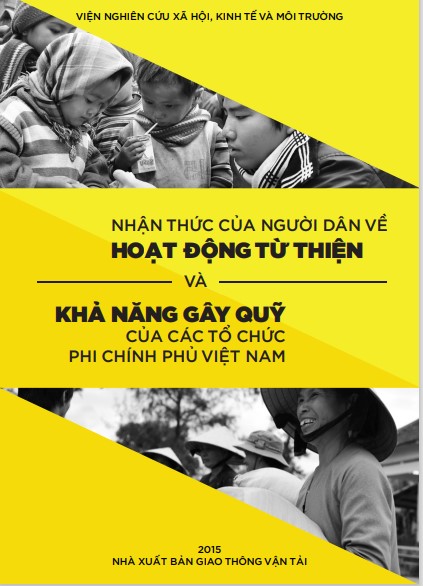 VIỆN NGHIÊN CỨU XÃ HỘI, KINH TẾ VÀ MÔI TRƯỜNG
NHẬN THỨC CỦA NGƯỜI DÂN VỀ
HOẠT ĐỘNG TỪ THIỆN
VÀ
KHẢ NĂNG GÂY QUỸ
CỦA CÁC TỔ CHỨC
PHI CHÍNH PHỦ VIỆT NAM
2015
NHÀ XUẤT BẢN GIAO THÔNG VẬN TẢI